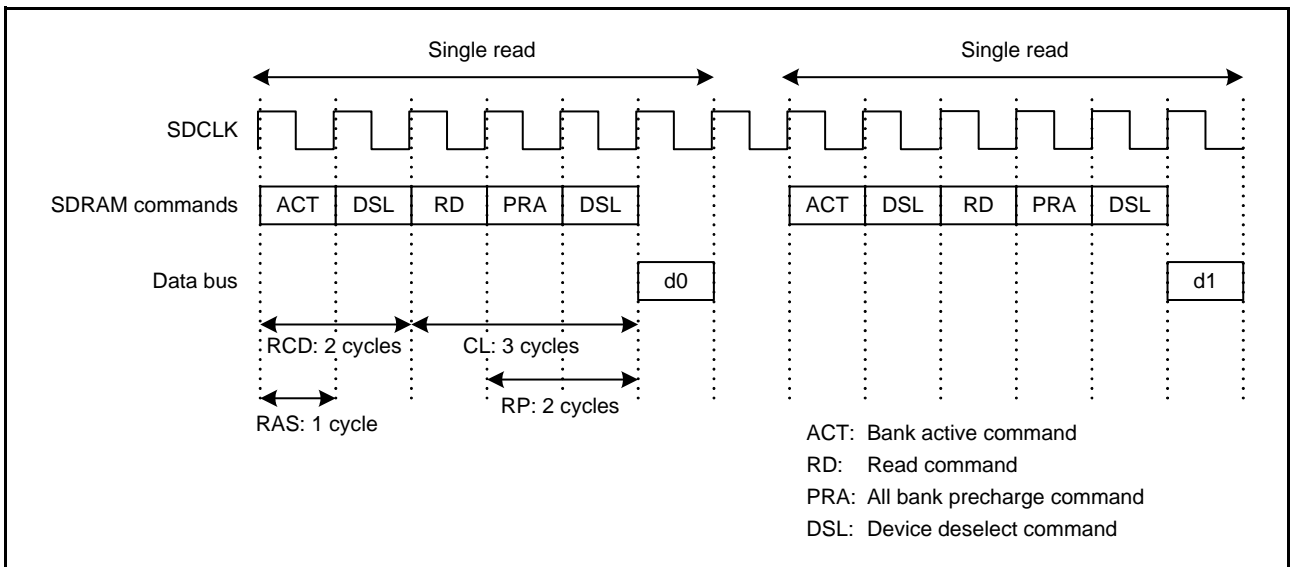 Single read Single read
SDCLK
SDRAM commands ACT DSL RD PRA DSL ACT DSL RD PRA DSL
Data bus d0 d1
RCD: 2 cycles CL: 3 cycles
RP: 2 cycles
RAS: 1 cycle
ACT: Bank active command
RD: Read command
PRA: All bank precharge command
DSL: Device deselect command